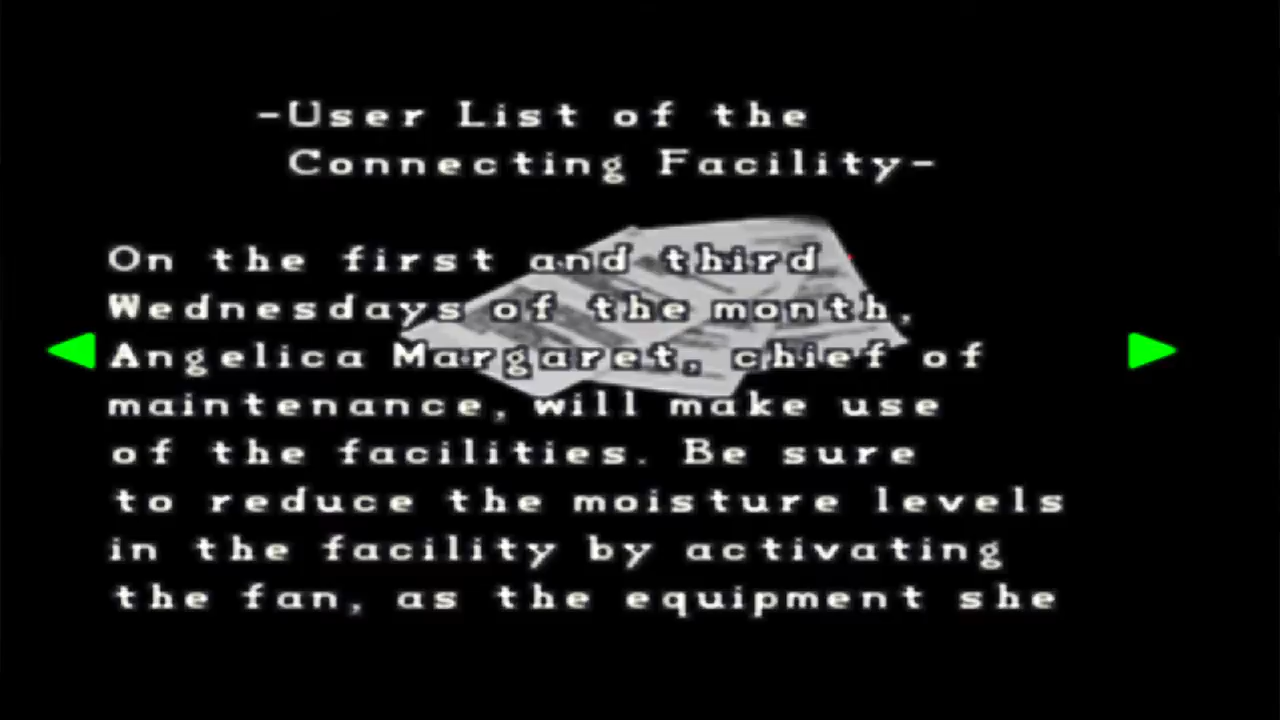 -User List of the
Connecting Facility-
On the first and third
Wednesdays of the month,
Angelica Margaret, chief of
maintenance, will make use
of the facilities. Be sure
to reduce the moisture levels
in the facility by activating
the fan, as the equipment she